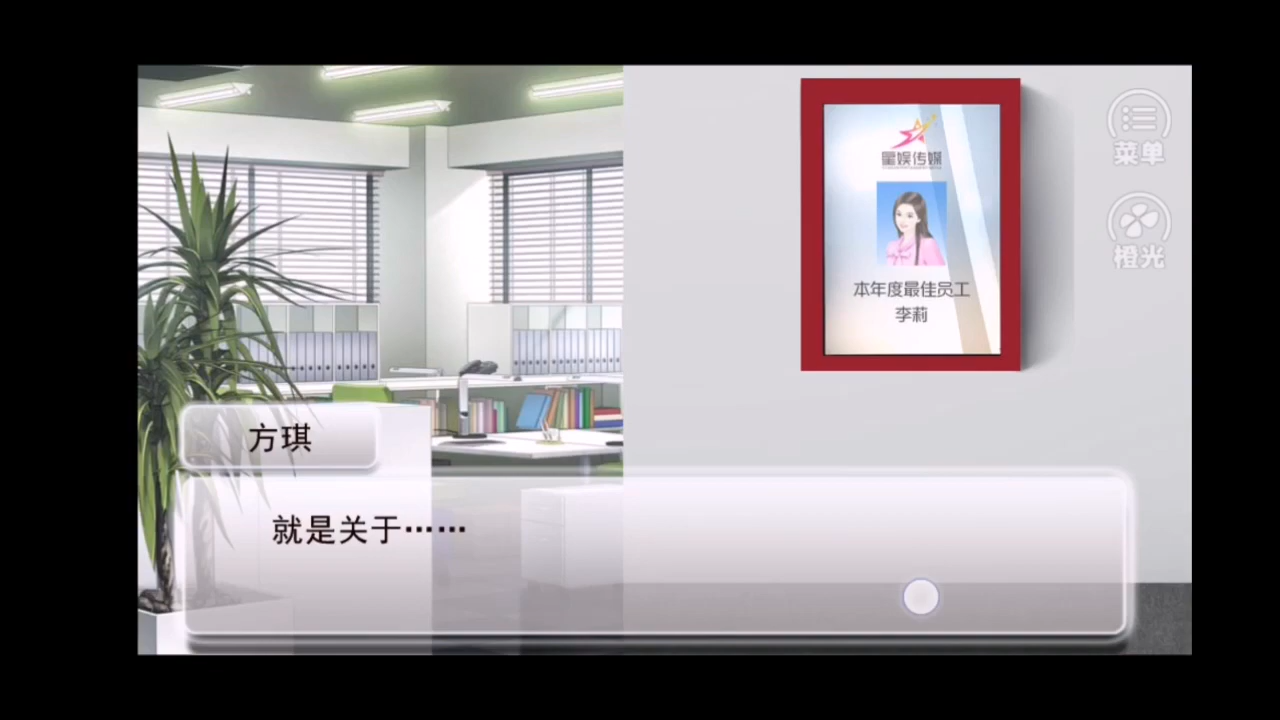 星娱传媒
本年度最佳员工
李莉
菜单
橙光
方琪
就是关于……